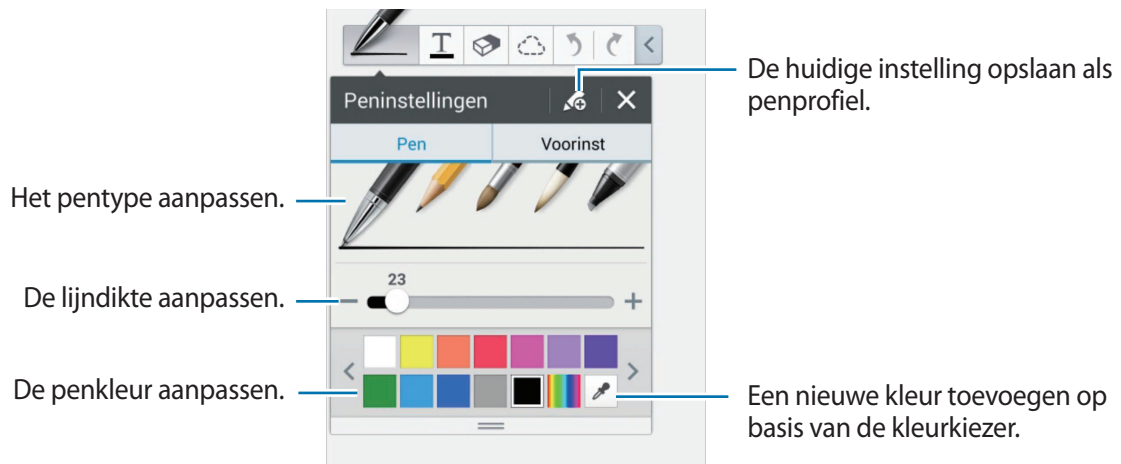 T
De huidige instelling opslaan als
penprofiel.
Peninstellingen
Pen
Voorinst
Het pentype aanpassen.
23
De lijndikte aanpassen.
De penkleur aanpassen.
Een nieuwe kleur toevoegen op
basis van de kleurkiezer.